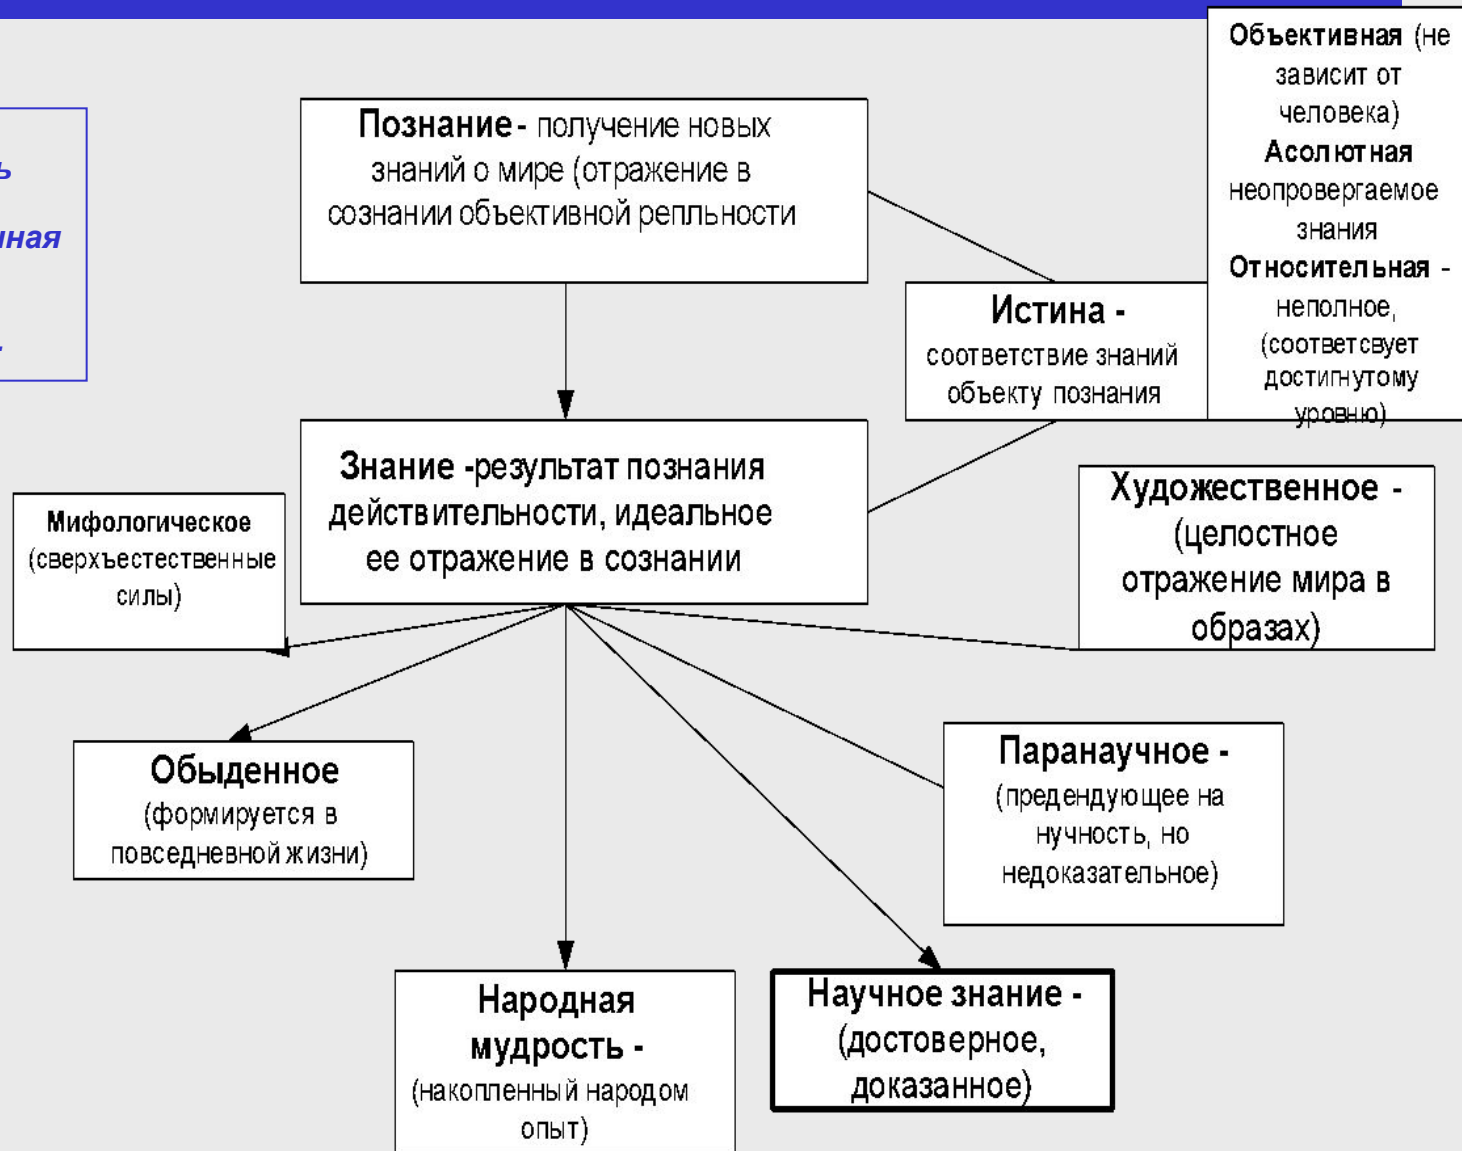 ь
ная
Познание - получение новых
знаний о мире (отражение в
сознании объективной репльности
Объективная (не
зависит от
человека)
Асолютная
неопровергаемое
знания
Относительная -
неполное,
(соответсвует
достигнутому
уровню)
Истина -
соответствие знаний
объекту познания
Знание -результат познания
действительности, идеальное
ее отражение в сознании
Мифологическое
(сверхъестественные
силы)
Художественное -
(целостное
отражение мира в
образах)
Обыденное
(формируется в
повседневной жизни)
Паранаучное -
(предендующее на
нучность, но
недоказательное)
Народная
мудрость -
(накопленный народом
опыт)
Научное знание -
(достоверное,
доказанное)